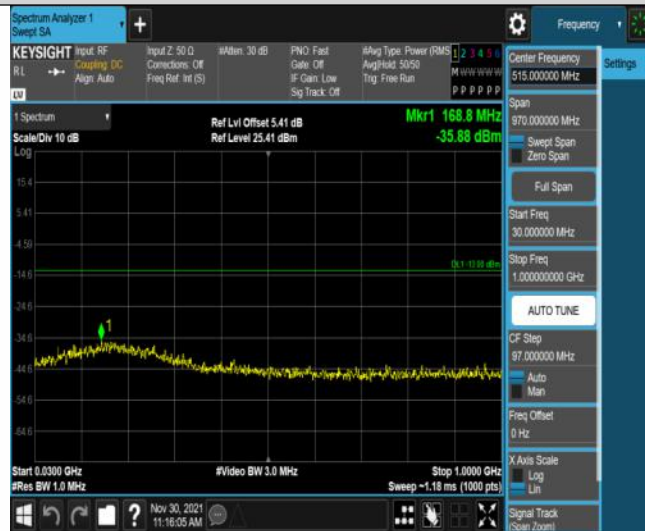 Spectrum Analyzer 1
Swept SA
Frequency
KEYSIGHT
RL
LXI
Input: RF
Coupling: DC
Align: Auto
Input Z: 50 Ω
Corrections: Off
Freq Ref: Int (S)
#Atten: 30 dB
PNO: Fast
Gate: Off
IF Gain: Low
Sig Track: Off
#Avg Type: Power (RMS
Avg|Hold: 50/50
Trig: Free Run
1 2 3 4 5 6
M W W W W W
P P P P P P
1 Spectrum
Scale/Div 10 dB
Ref Lvl Offset 5.41 dB
Ref Level 25.41 dBm
Mkr1 168.8 MHz
-35.88 dBm
Log
15.4
5.41
-4.59
-14.6
-24.6
-34.6
-44.6
-54.6
-64.6
DL1 -13.00 dBm
1
Start 0.0300 GHz
#Res BW 1.0 MHz
#Video BW 3.0 MHz
Stop 1.0000 GHz
Sweep ~1.18 ms (1000 pts)
Nov 30, 2021
11:16:05 AM
Settings
Center Frequency
515.000000 MHz
Span
970.000000 MHz
Swept Span
Zero Span
Full Span
Start Freq
30.000000 MHz
Stop Freq
1.000000000 GHz
AUTO TUNE
CF Step
97.000000 MHz
Auto
Man
Freq Offset
0 Hz
X Axis Scale
Log
Lin
Signal Track
(Span Zoom)